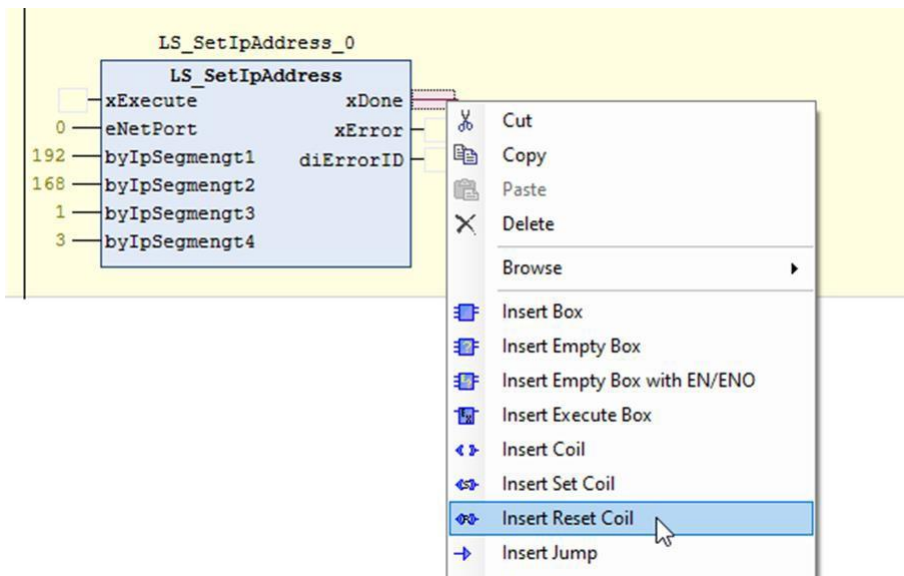 LS_SetIpAddress_0
LS_SetIpAddress
xExecute xDone
0 eNetPort xError
192 byIpSegmengt1 diErrorID
168 byIpSegmengt2
1 byIpSegmengt3
3 byIpSegmengt4
Cut
Copy
Paste
Delete
Browse
Insert Box
Insert Empty Box
Insert Empty Box with EN/ENO
Insert Execute Box
Insert Coil
Insert Set Coil
Insert Reset Coil
Insert Jump